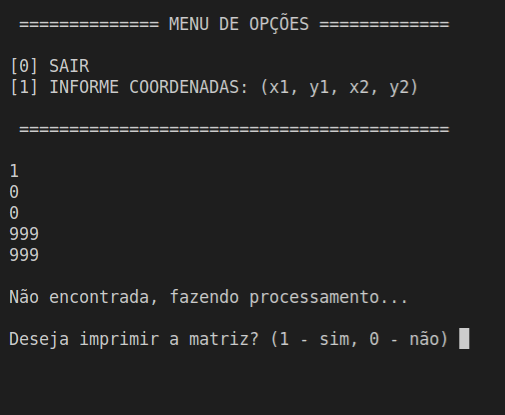 ============== MENU DE OPÇÕES =============
[0] SAIR
[1] INFORME COORDENADAS: (x1, y1, x2, y2)
===========================================
1
0
0
999
999
Não encontrada, fazendo processamento...
Deseja imprimir a matriz? (1 - sim, 0 - não)